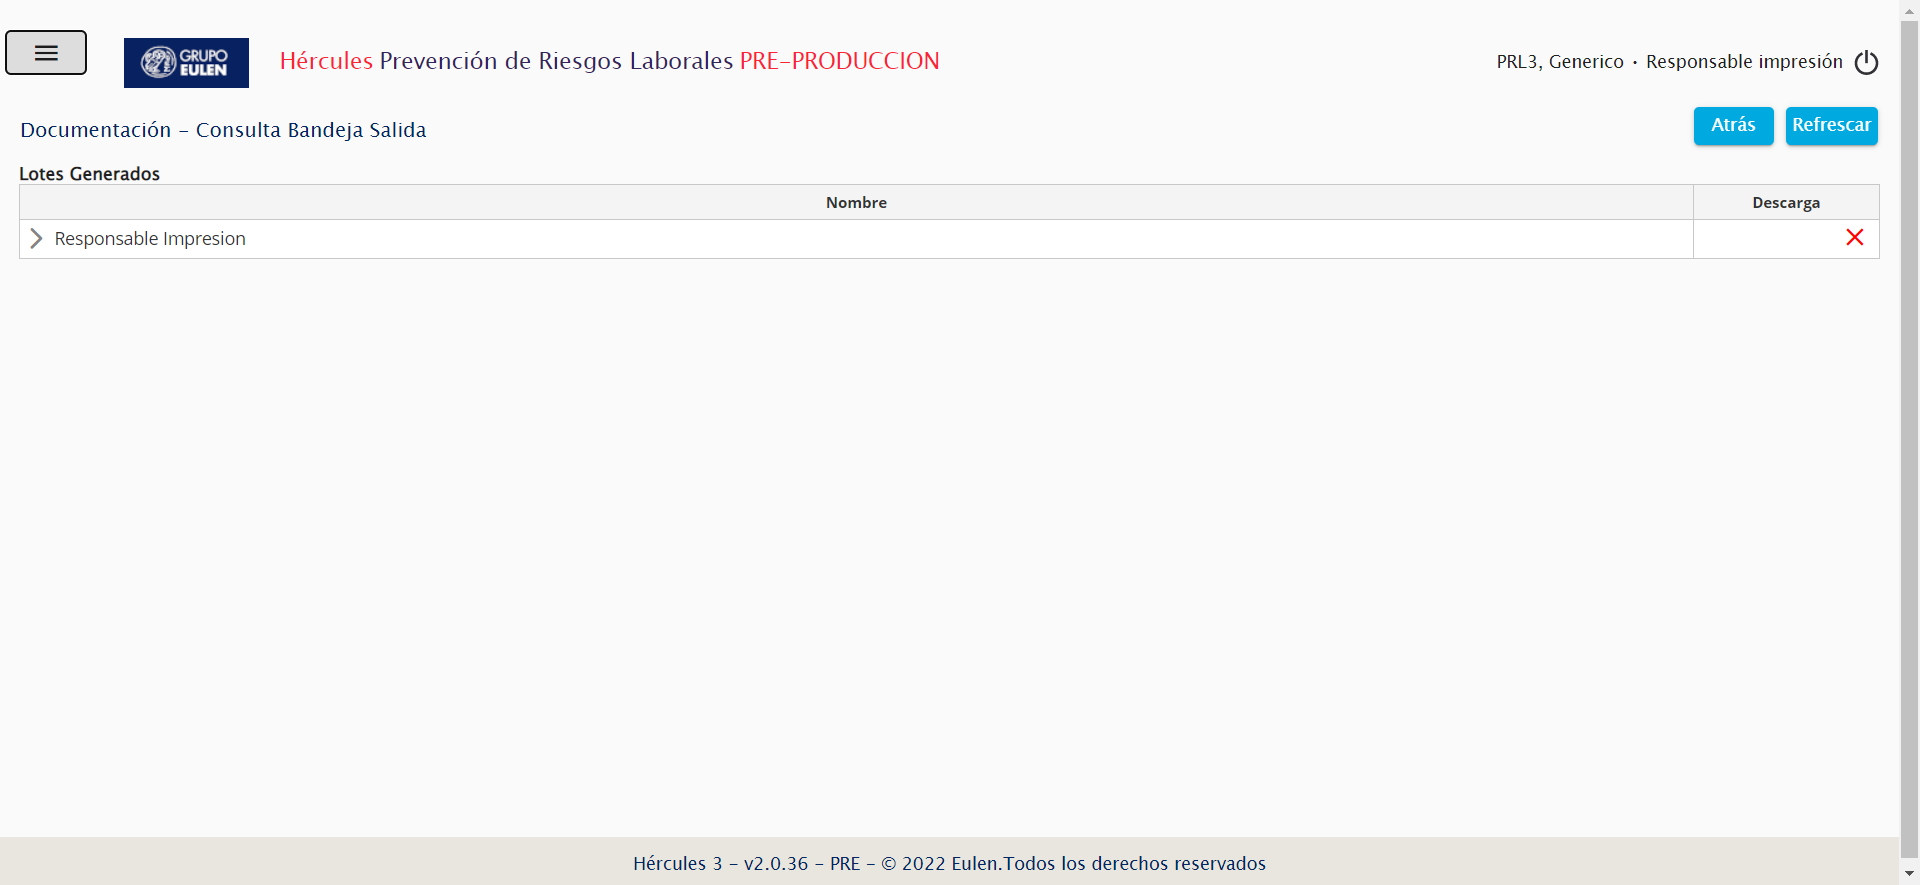 GRUPO
EULEN
Hércules Prevención de Riesgos Laborales PRE-PRODUCCION
PRL3, Generico · Responsable impresión
Documentación - Consulta Bandeja Salida
Atrás
Refrescar
Lotes Generados
Nombre
Descarga
Responsable Impresion
Hércules 3 - v2.0.36 - PRE - © 2022 Eulen.Todos los derechos reservados